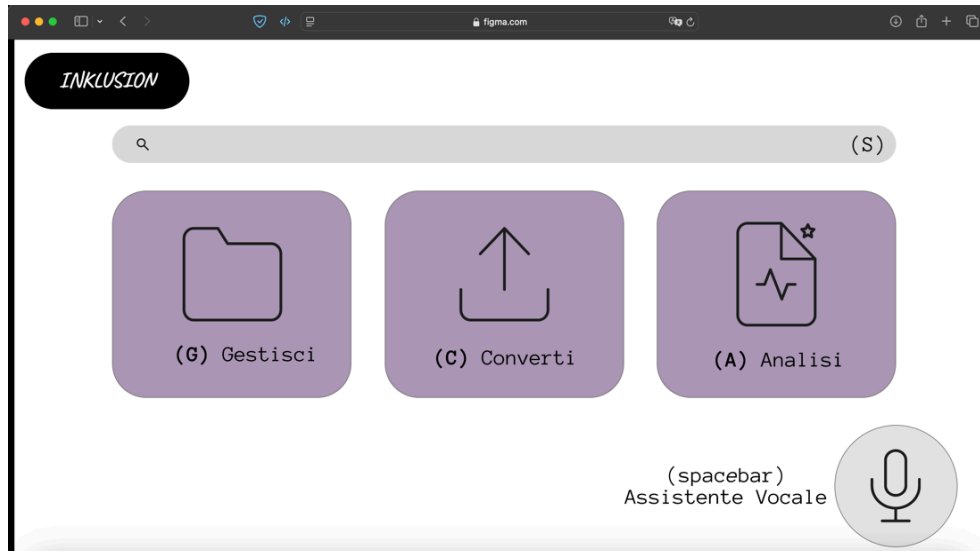 figma.com
INKLUSION
(S)
(G) Gestisci
(C) Converti
(A) Analisi
(spacebar)
Assistente Vocale